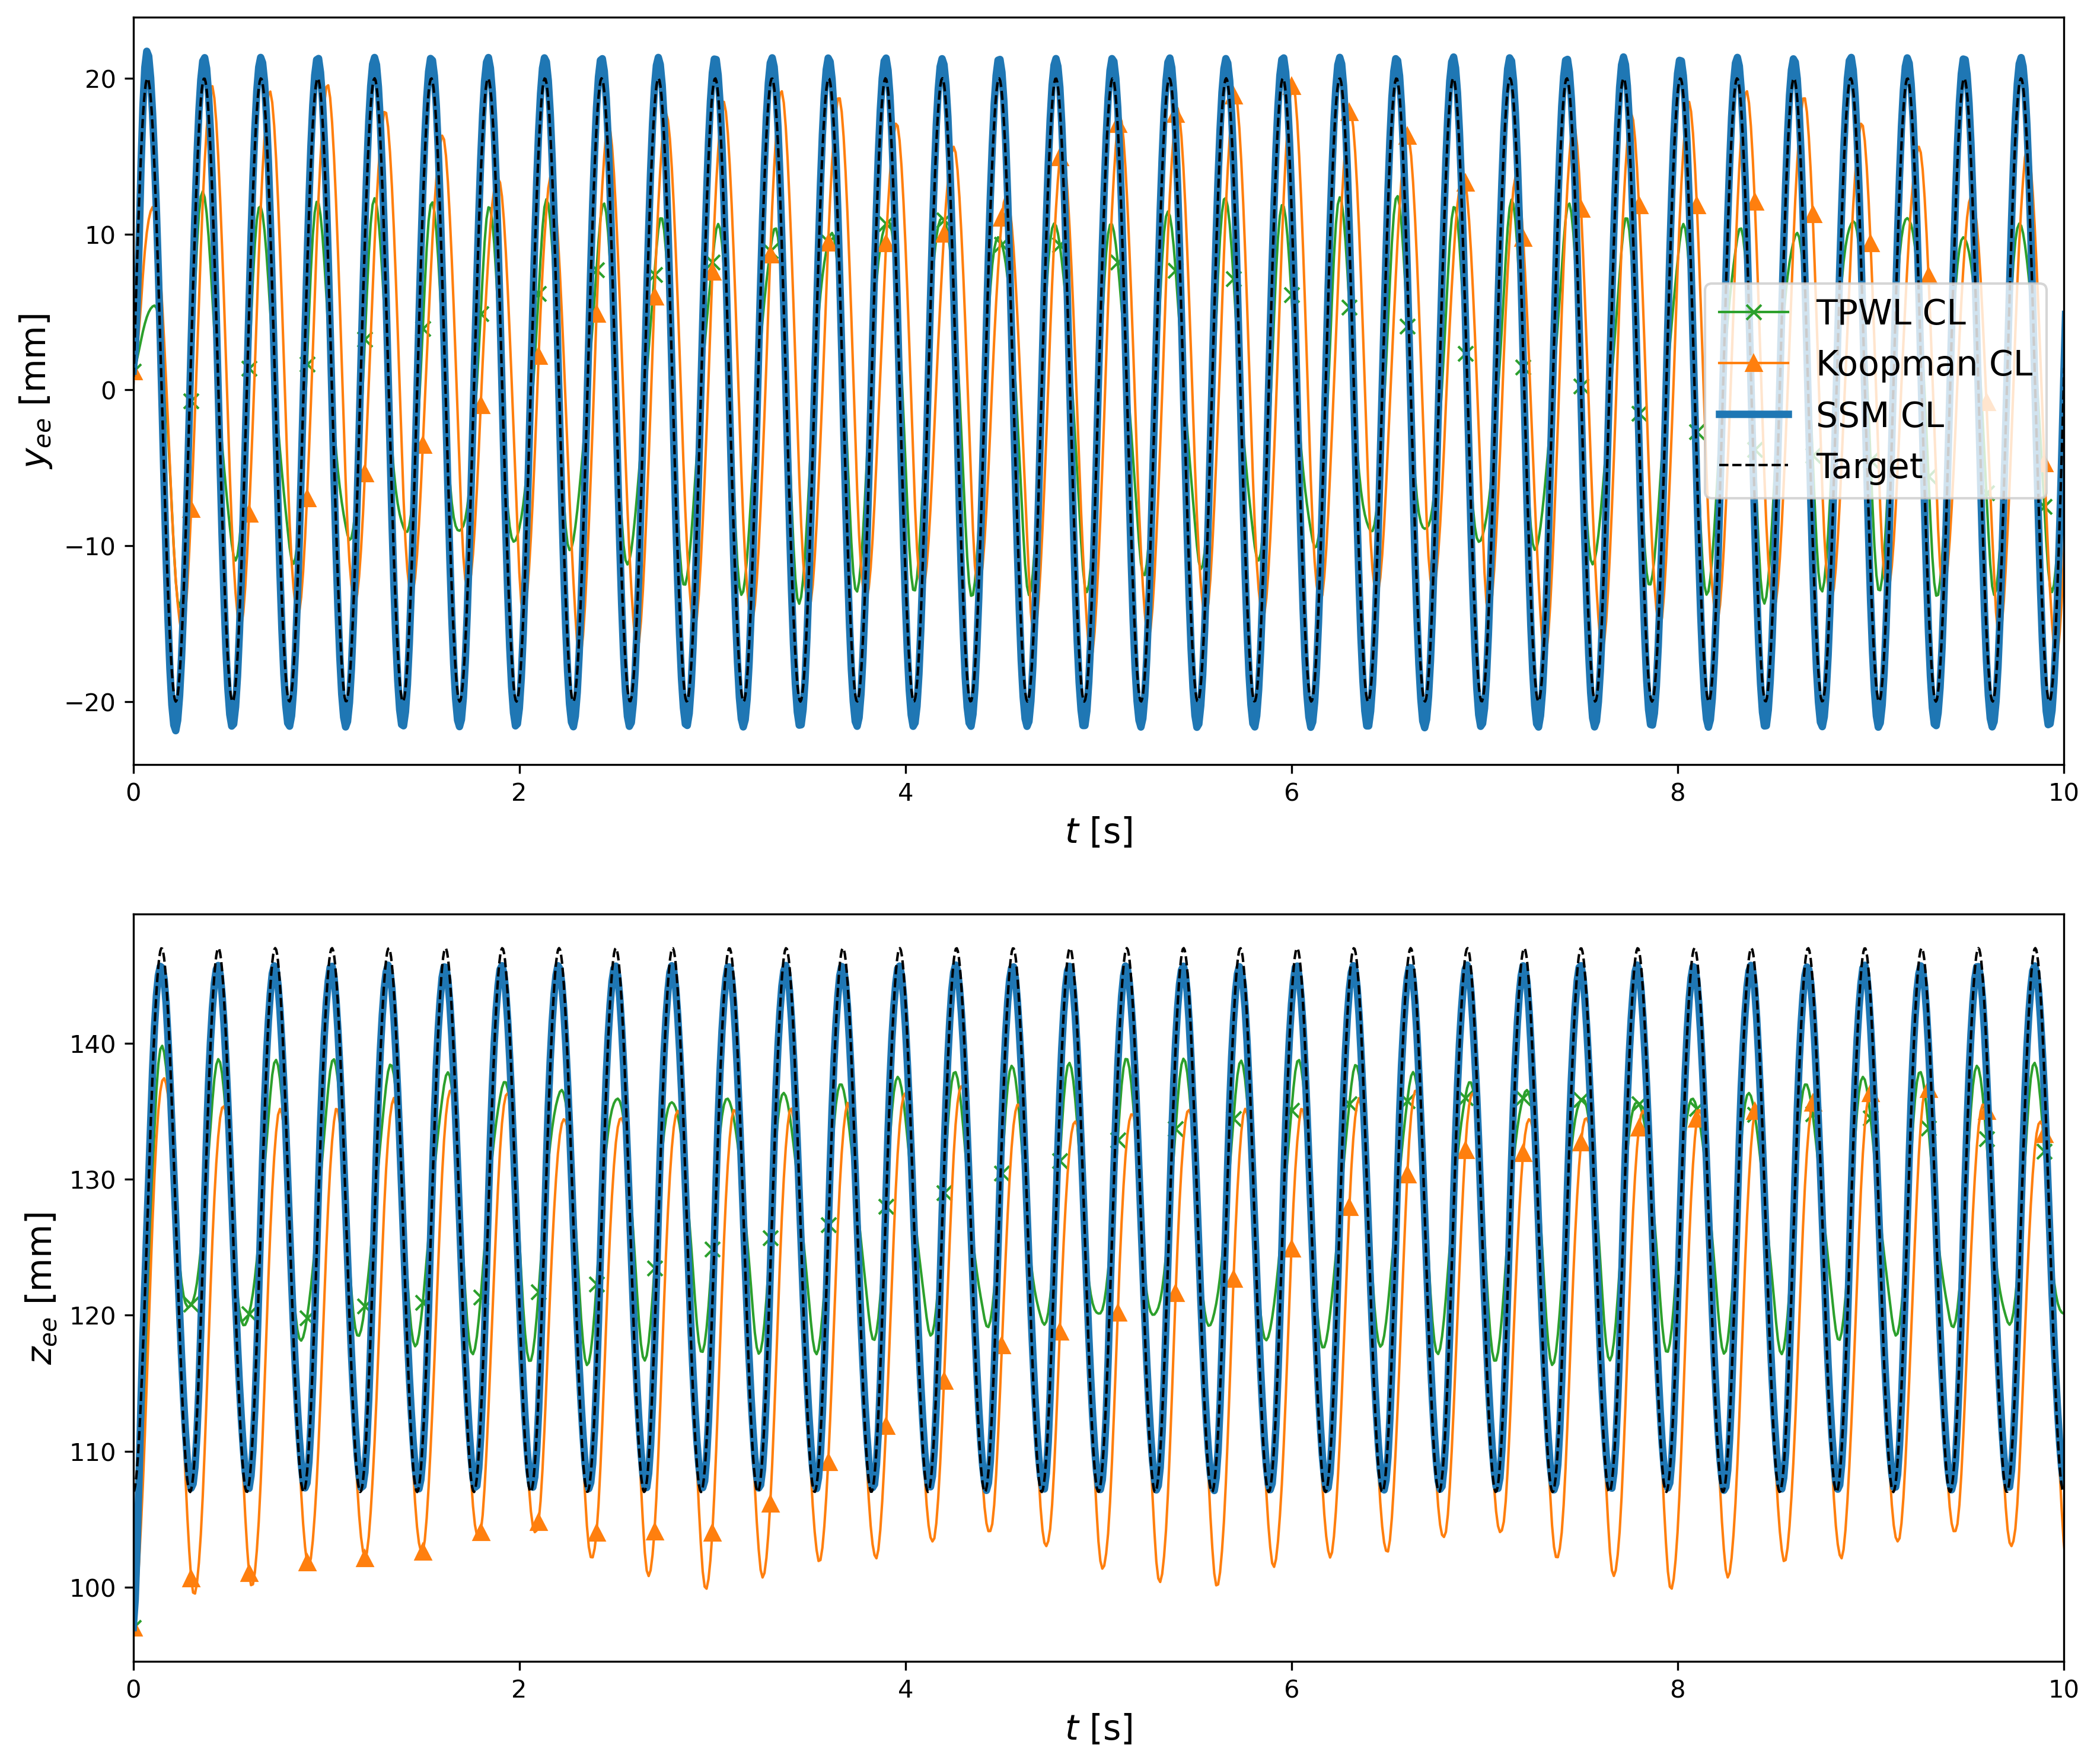 20
10
0
−10
−20
y_ee [mm]
TPWL CL
Koopman CL
SSM CL
Target
0 2 4 6 8 10
t [s]
140
130
120
110
100
z_ee [mm]
0 2 4 6 8 10
t [s]